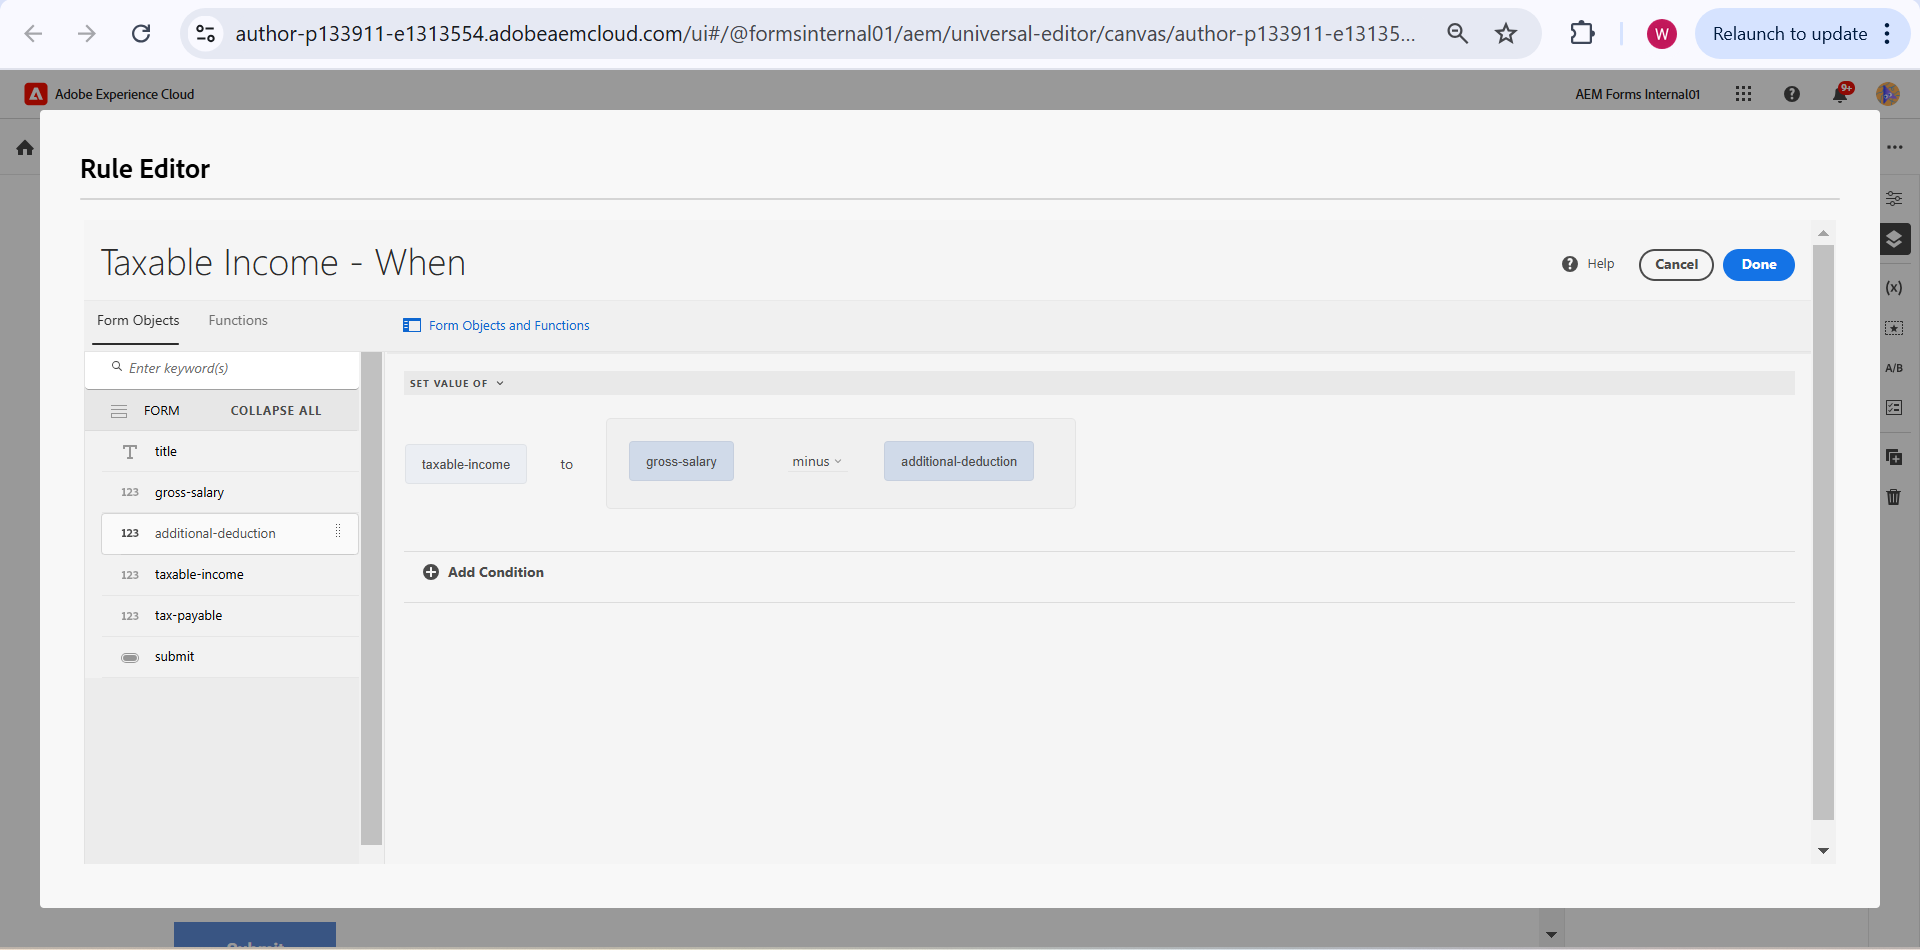 author-p133911-e1313554.adobeaemcloud.com/ui#/@formsinternal01/aem/universal-editor/canvas/author-p133911-e13135...
W
Relaunch to update
Adobe Experience Cloud
AEM Forms Internal01
9+
Rule Editor
Taxable Income - When
Help
Cancel
Done
Form Objects
Functions
Form Objects and Functions
Enter keyword(s)
SET VALUE OF
FORM
COLLAPSE ALL
title
123 gross-salary
123 additional-deduction
123 taxable-income
123 tax-payable
submit
taxable-income to gross-salary minus additional-deduction
Add Condition
(x)
A/B
Submit